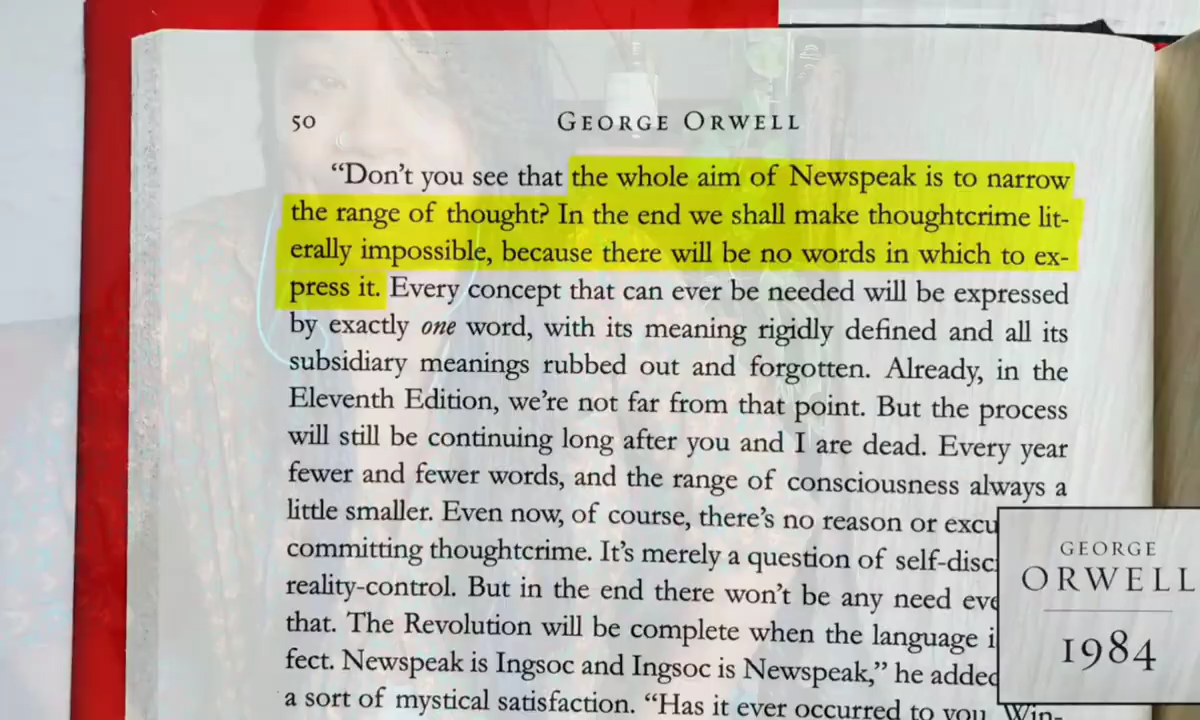 50
GEORGE ORWELL
“Don’t you see that the whole aim of Newspeak is to narrow
the range of thought? In the end we shall make thoughtcrime lit-
erally impossible, because there will be no words in which to ex-
press it. Every concept that can ever be needed will be expressed
by exactly one word, with its meaning rigidly defined and all its
subsidiary meanings rubbed out and forgotten. Already, in the
Eleventh Edition, we’re not far from that point. But the process
will still be continuing long after you and I are dead. Every year
fewer and fewer words, and the range of consciousness always a
little smaller. Even now, of course, there’s no reason or excu
committing thoughtcrime. It’s merely a question of self-disc
reality-control. But in the end there won’t be any need eve
that. The Revolution will be complete when the language i
fect. Newspeak is Ingsoc and Ingsoc is Newspeak,” he added
a sort of mystical satisfaction. “Has it ever occurred to you, Win-
GEORGE
ORWELL
1984